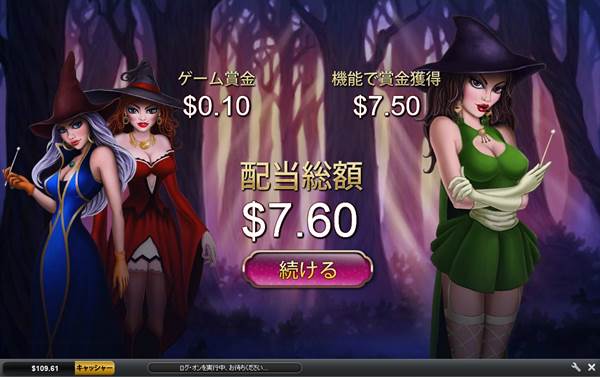 ゲーム賞金
$0.10
機能で賞金獲得
$7.50
配当総額
$7.60
続ける
$109.61
キャッシャー
ログ・オンを実行中、お待ちください...